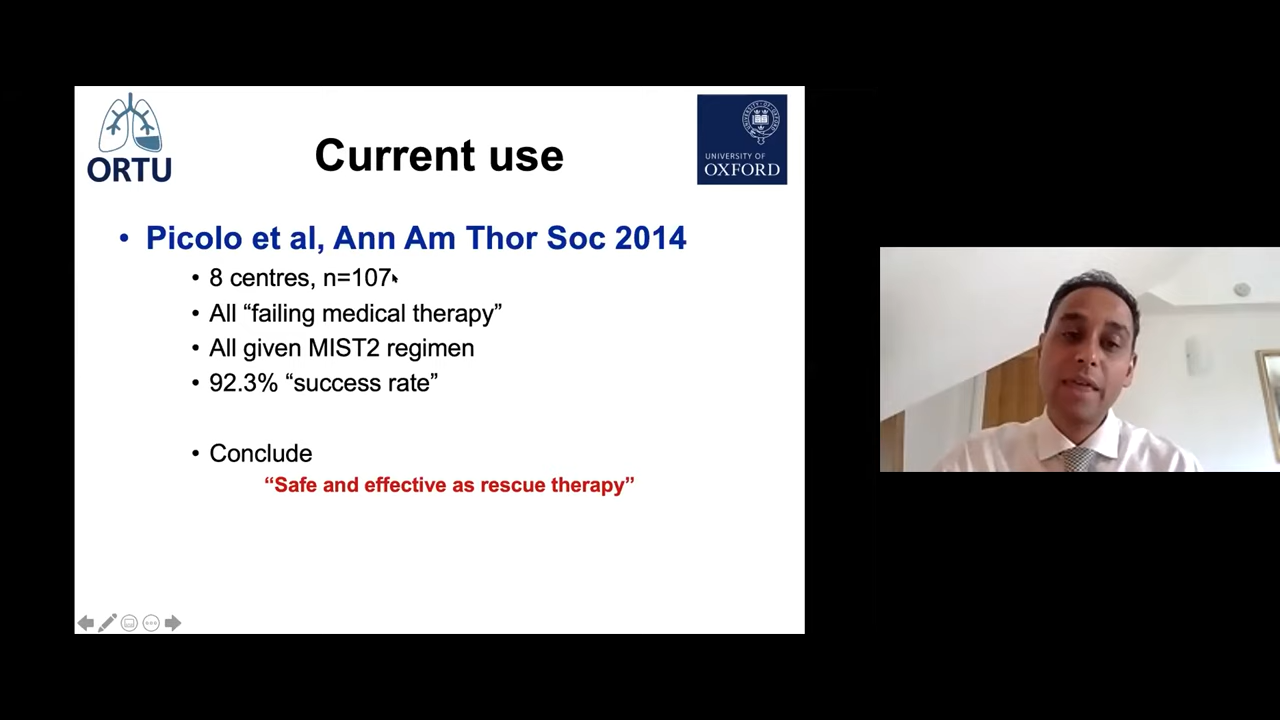 ORTU
Current use
UNIVERSITY OF
OXFORD
• Picolo et al, Ann Am Thor Soc 2014
• 8 centres, n=107
• All “failing medical therapy”
• All given MIST2 regimen
• 92.3% “success rate”
• Conclude
“Safe and effective as rescue therapy”